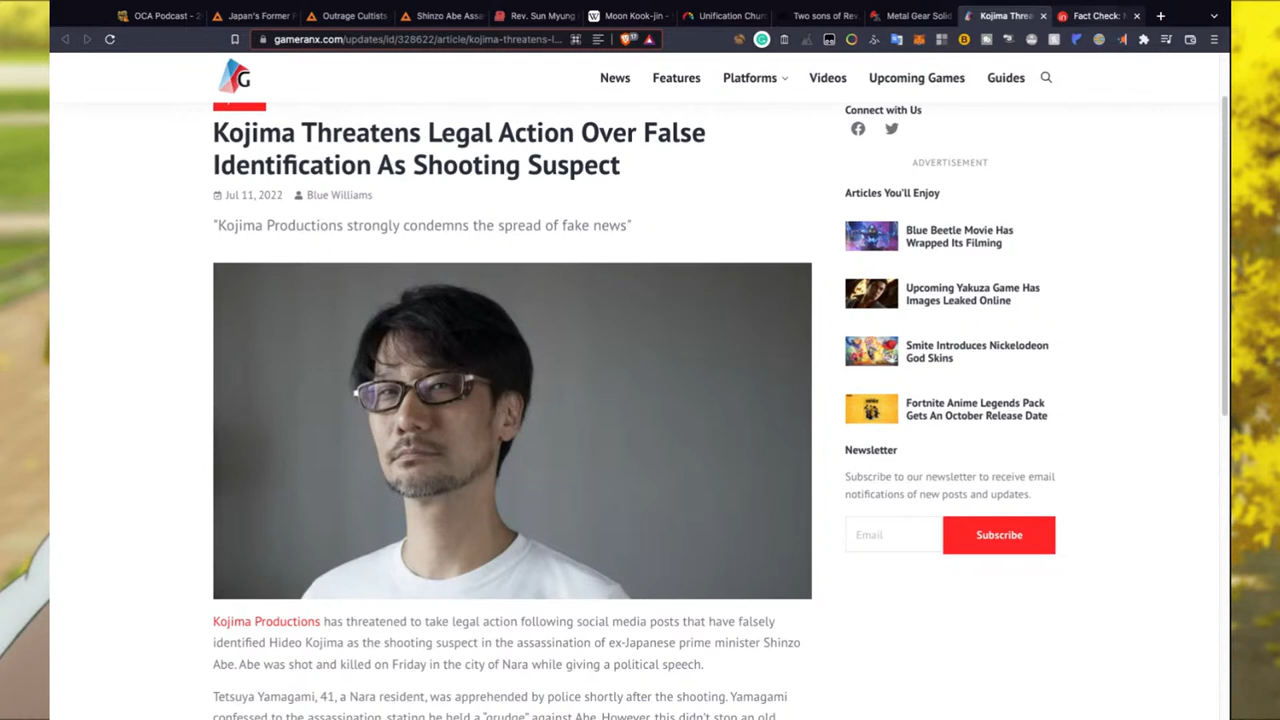 OCA Podcast - 2
Japan's Former F
Outrage Cultists
Shinzo Abe Assa
Rev. Sun Myung
Moon Kook-jin -
Unification Churc
Two sons of Rev
Metal Gear Solid
Kojima Threa
Fact Check:
gameranx.com/updates/id/328622/article/kojima-threatens-l...
G
News
Features
Platforms
Videos
Upcoming Games
Guides
Kojima Threatens Legal Action Over False
Identification As Shooting Suspect
Jul 11, 2022
Blue Williams
"Kojima Productions strongly condemns the spread of fake news"
Kojima Productions has threatened to take legal action following social media posts that have falsely
identified Hideo Kojima as the shooting suspect in the assassination of ex-Japanese prime minister Shinzo
Abe. Abe was shot and killed on Friday in the city of Nara while giving a political speech.
Tetsuya Yamagami, 41, a Nara resident, was apprehended by police shortly after the shooting. Yamagami
confessed to the assassination, stating he held a "grudge" against Abe. However, this didn't stop an old
Connect with Us
ADVERTISEMENT
Articles You'll Enjoy
Blue Beetle Movie Has
Wrapped Its Filming
Upcoming Yakuza Game Has
Images Leaked Online
Smite Introduces Nickelodeon
God Skins
Fortnite Anime Legends Pack
Gets An October Release Date
Newsletter
Subscribe to our newsletter to receive email
notifications of new posts and updates.
Email
Subscribe